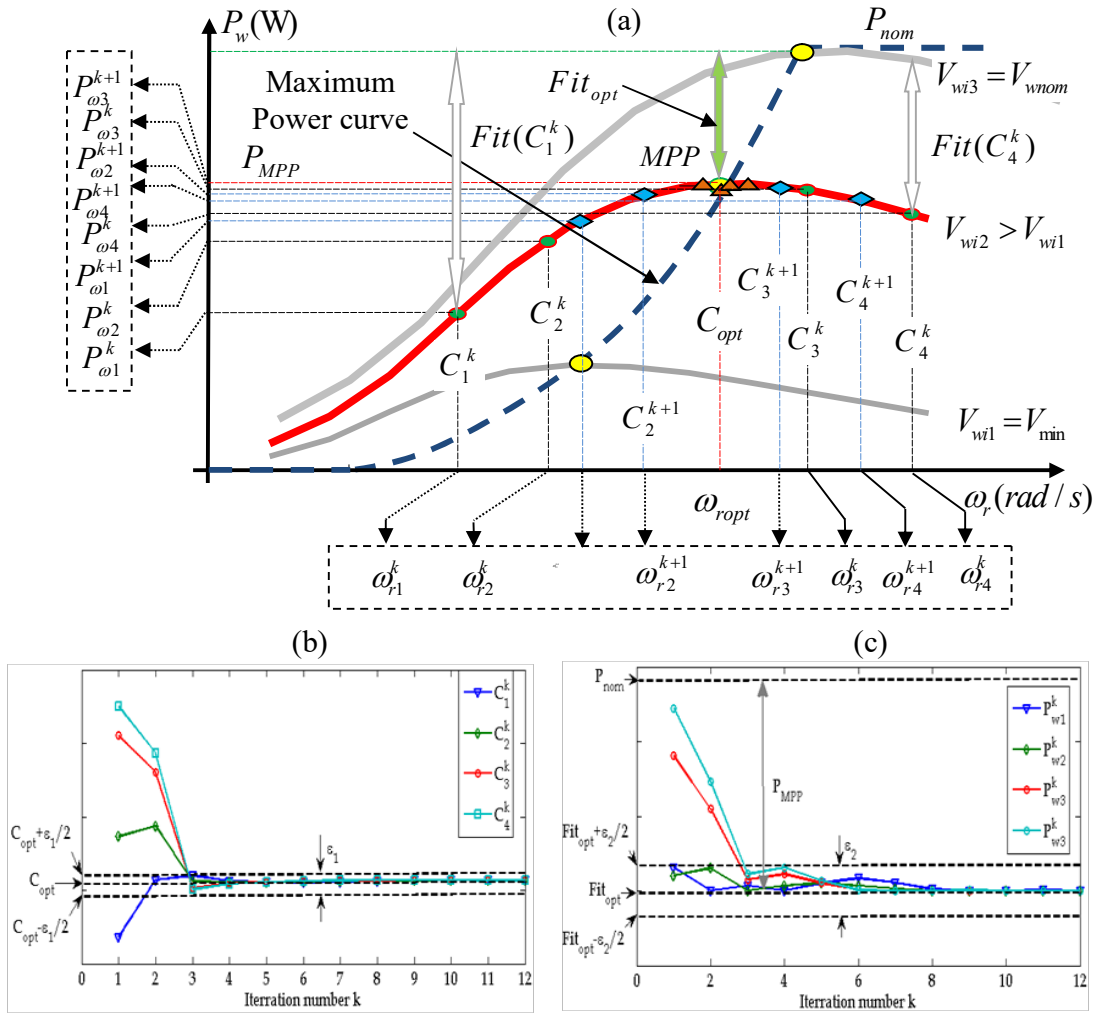 (a)
P_w (W)
P_nom
V_wi3 = V_wnom
Maximum
Power curve
Fit_opt
Fit(C_1^k)
Fit(C_4^k)
MPP
P_MPP
P_ω3^{k+1}
P_ω3^k
P_ω2^{k+1}
P_ω4^{k+1}
P_ω4^k
P_ω1^{k+1}
P_ω2^k
P_ω1^k
V_wi2 > V_wi1
C_1^k
C_2^k
C_2^{k+1}
C_opt
C_3^{k+1}
C_3^k
C_4^{k+1}
C_4^k
V_wi1 = V_min
ω_ropt
ω_r (rad / s)
ω_r1^k ω_r2^k ω_r2^{k+1} ω_r3^{k+1} ω_r3^k ω_r4^{k+1} ω_r4^k
(b)
C_1^k
C_2^k
C_3^k
C_4^k
C_opt+ε_1/2
C_opt
C_opt-ε_1/2
ε_1
0 1 2 3 4 5 6 7 8 9 10 11 12
Iterration number k
(c)
P_nom
P_w1^k
P_w2^k
P_w3^k
P_w3^k
P_MPP
Fit_opt+ε_2/2
Fit_opt
Fit_opt-ε_2/2
ε_2
0 2 4 6 8 10 12
Iterration number k